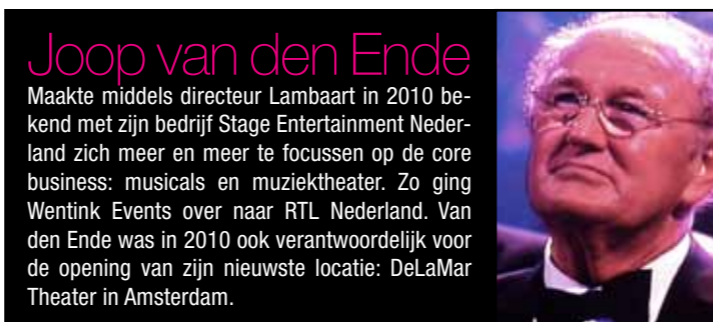 Joop van den Ende
Maakte middels directeur Lambaart in 2010 be-
kend met zijn bedrijf Stage Entertainment Neder-
land zich meer en meer te focussen op de core
business: musicals en muziektheater. Zo ging
Wentink Events over naar RTL Nederland. Van
den Ende was in 2010 ook verantwoordelijk voor
de opening van zijn nieuwste locatie: DeLaMar
Theater in Amsterdam.